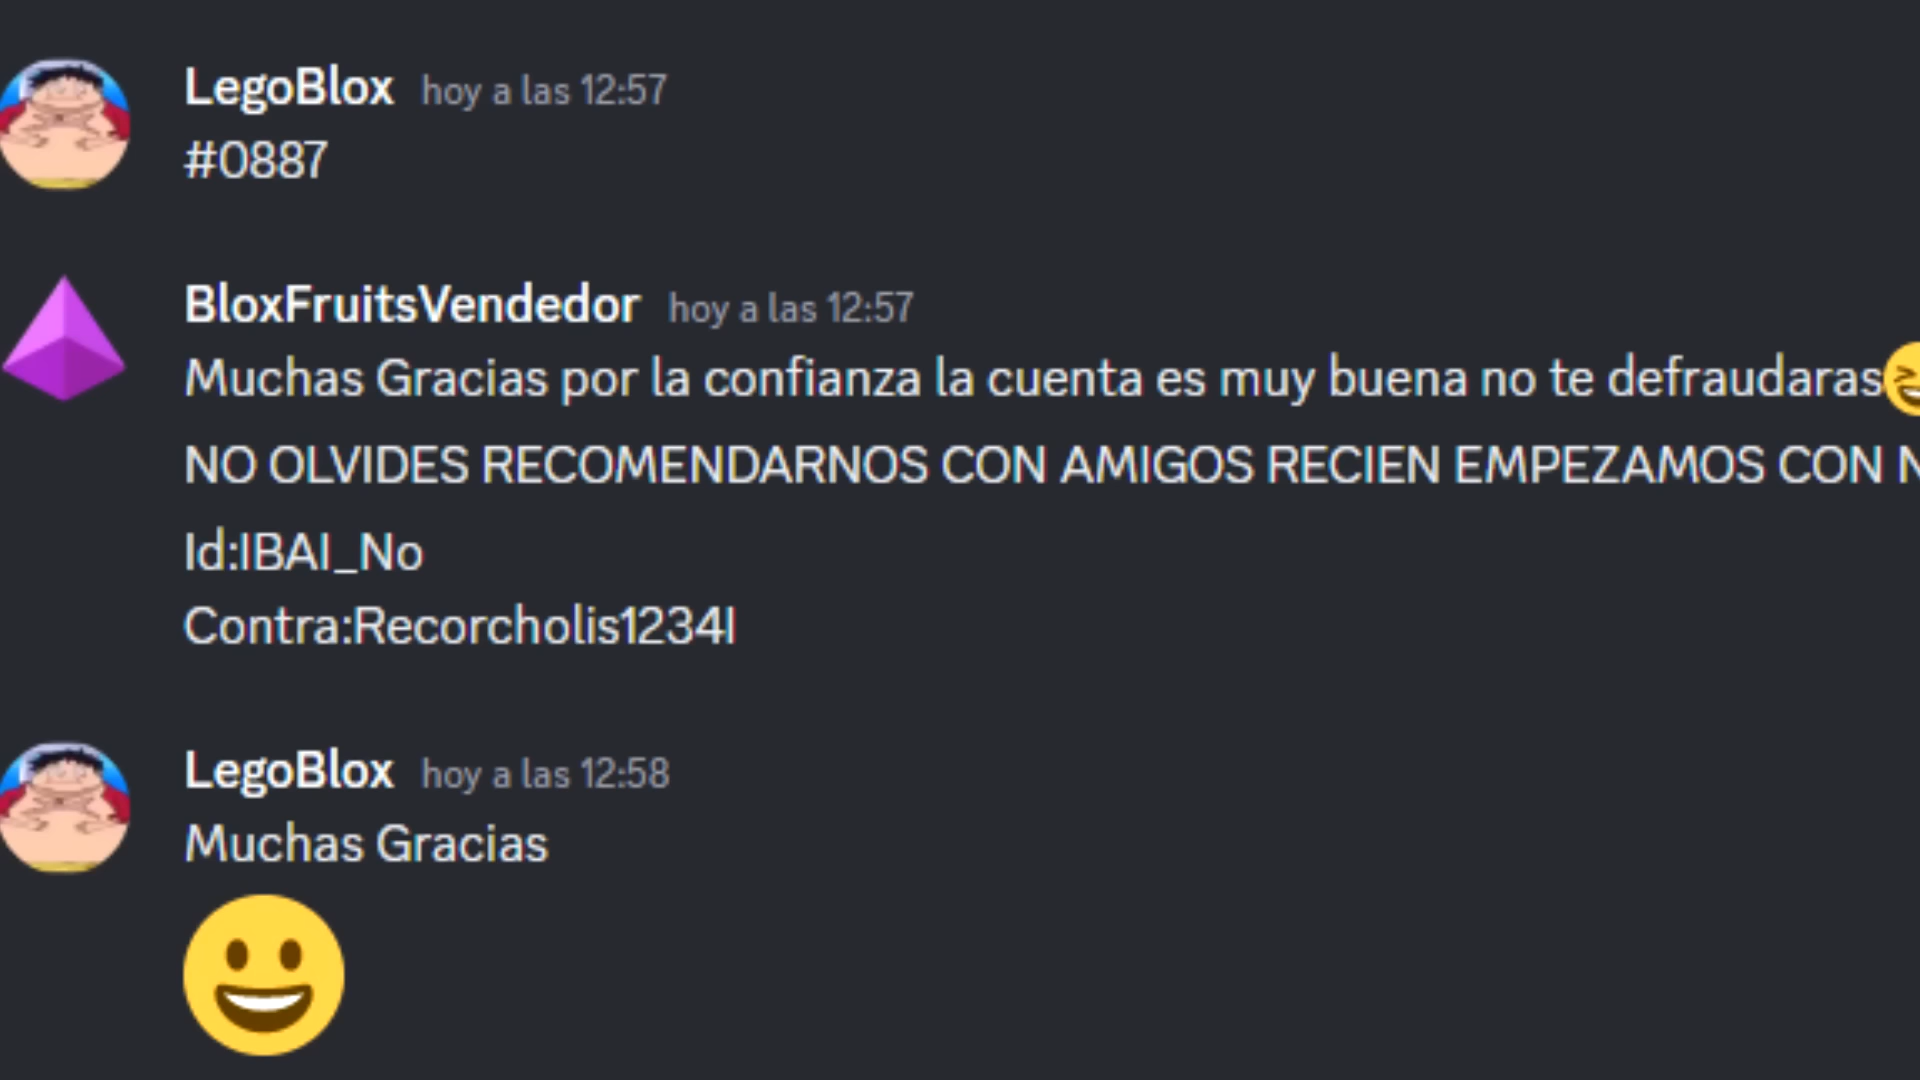 LegoBlox hoy a las 12:57
#0887
BloxFruitsVendedor hoy a las 12:57
Muchas Gracias por la confianza la cuenta es muy buena no te defraudaras
NO OLVIDES RECOMENDARNOS CON AMIGOS RECIEN EMPEZAMOS CON
Id:IBAI_No
Contra:Recorcholis1234l
LegoBlox hoy a las 12:58
Muchas Gracias